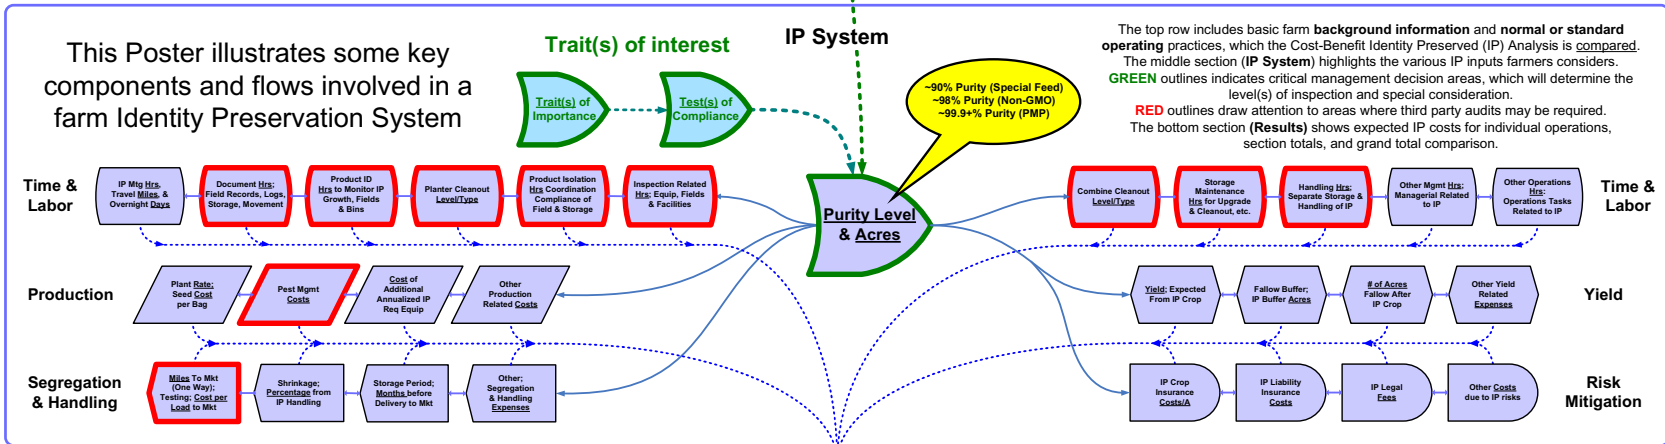 This Poster illustrates some key
components and flows involved in a
farm Identity Preservation System
Trait(s) of interest
IP System
Trait(s) of
Importance
Test(s) of
Compliance
~90% Purity (Special Feed)
~98% Purity (Non-GMO)
~99.9+% Purity (PMP)
The top row includes basic farm background information and normal or standard
operating practices, which the Cost-Benefit Identity Preserved (IP) Analysis is compared.
The middle section (IP System) highlights the various IP inputs farmers considers.
GREEN outlines indicates critical management decision areas, which will determine the
level(s) of inspection and special consideration.
RED outlines draw attention to areas where third party audits may be required.
The bottom section (Results) shows expected IP costs for individual operations,
section totals, and grand total comparison.
Time &
Labor
IP Mtg Hrs,
Travel Miles, &
Overnight Days
Document Hrs;
Field Records, Logs,
Storage, Movement
Product ID
Hrs to Monitor IP
Growth, Fields
& Bins
Planter Cleanout
Level/Type
Product Isolation
Hrs Coordination
Compliance of
Field & Storage
Inspection Related
Hrs; Equip, Fields
& Facilities
Purity Level
& Acres
Combine Cleanout
Level/Type
Storage
Maintenance
Hrs for Upgrade
& Cleanout, etc.
Handling Hrs;
Separate Storage &
Handling of IP
Other Mgmt Hrs;
Managerial Related
to IP
Other Operations
Hrs:
Operations Tasks
Related to IP
Time &
Labor
Production
Plant Rate;
Seed Cost
per Bag
Pest Mgmt
Costs
Cost of
Additional
Annualized IP
Req Equip
Other
Production
Related Costs
Yield; Expected
From IP Crop
Fallow Buffer;
IP Buffer Acres
# of Acres
Fallow After
IP Crop
Other Yield
Related
Expenses
Yield
Segregation
& Handling
Miles To Mkt
(One Way);
Testing; Cost per
Load to Mkt
Shrinkage;
Percentage from
IP Handling
Storage Period;
Months before
Delivery to Mkt
Other;
Segregation
& Handling
Expenses
IP Crop
Insurance
Costs/A
IP Liability
Insurance
Costs
IP Legal
Fees
Other Costs
due to IP risks
Risk
Mitigation